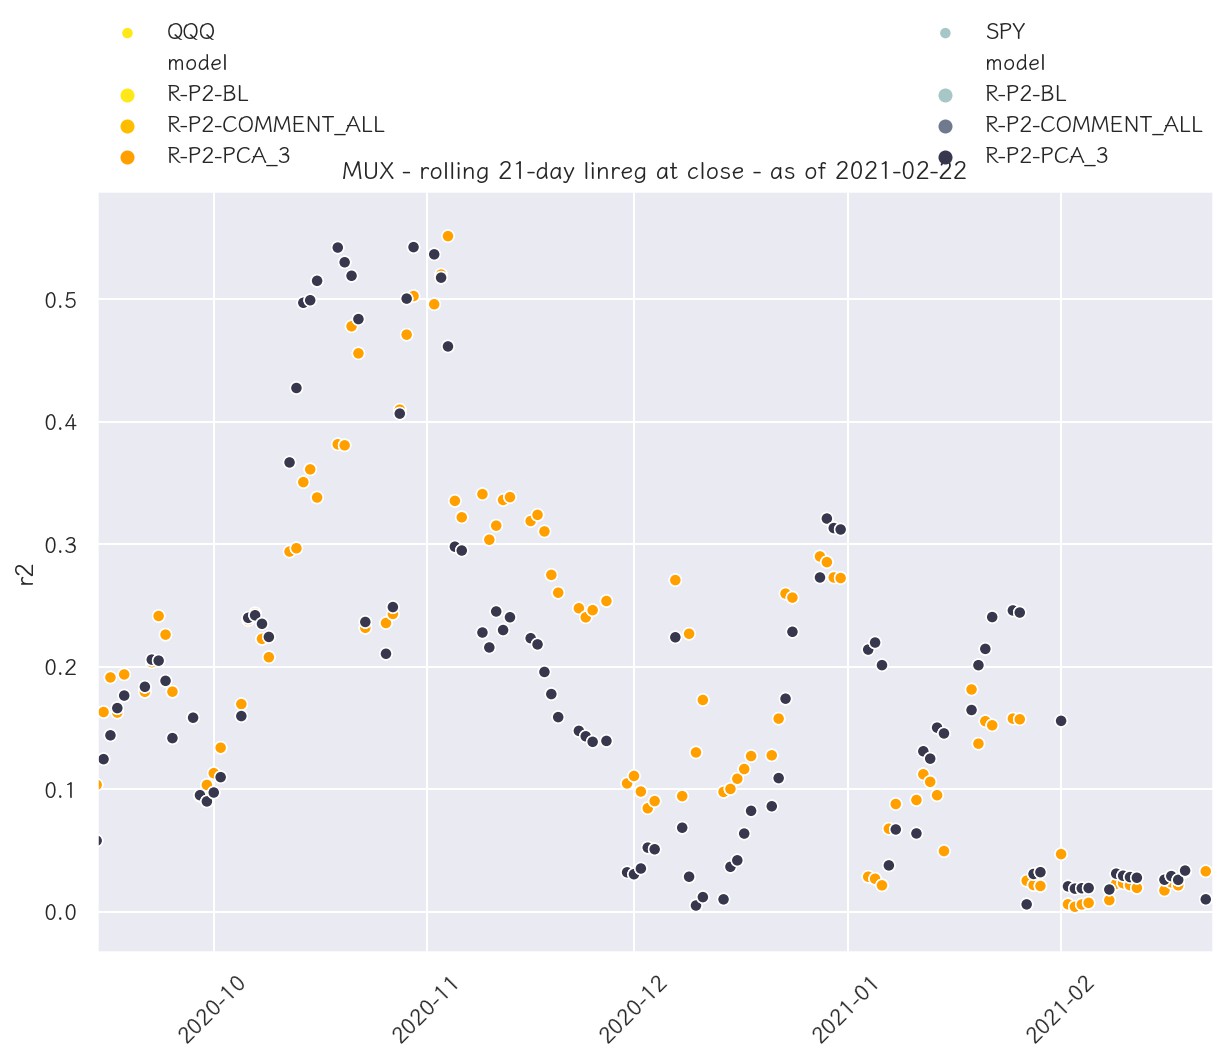 QQQ
model
R-P2-BL
R-P2-COMMENT_ALL
R-P2-PCA_3
SPY
model
R-P2-BL
R-P2-COMMENT_ALL
R-P2-PCA_3
MUX - rolling 21-day linreg at close - as of 2021-02-22
r2
0.5
0.4
0.3
0.2
0.1
0.0
2020-10
2020-11
2020-12
2021-01
2021-02